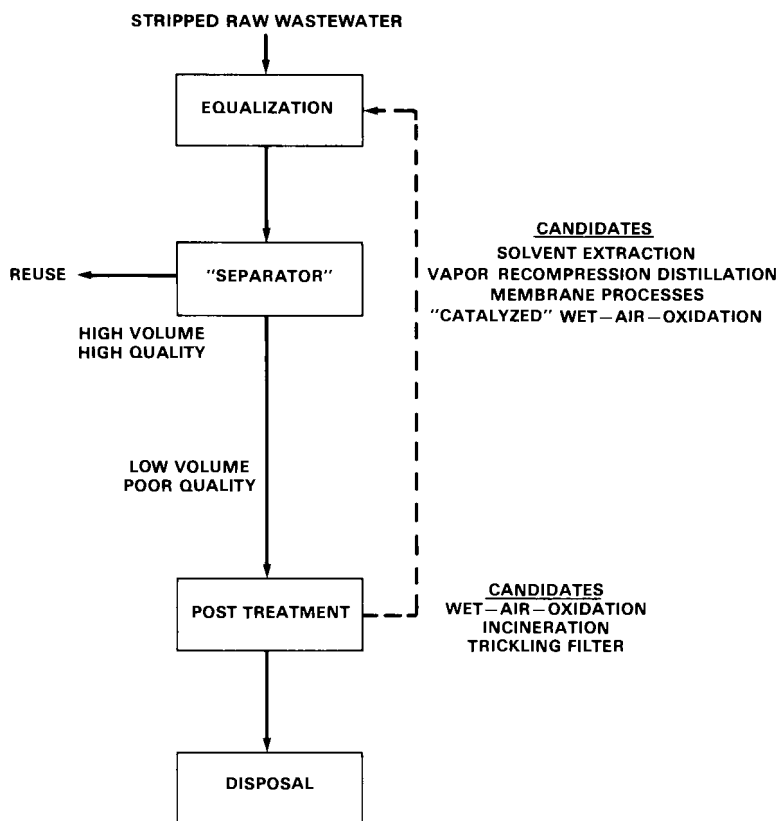 STRIPPED RAW WASTEWATER
EQUALIZATION
CANDIDATES
SOLVENT EXTRACTION
VAPOR RECOMPRESSION DISTILLATION
MEMBRANE PROCESSES
"CATALYZED" WET–AIR–OXIDATION
REUSE
"SEPARATOR"
HIGH VOLUME
HIGH QUALITY
LOW VOLUME
POOR QUALITY
POST TREATMENT
CANDIDATES
WET–AIR–OXIDATION
INCINERATION
TRICKLING FILTER
DISPOSAL